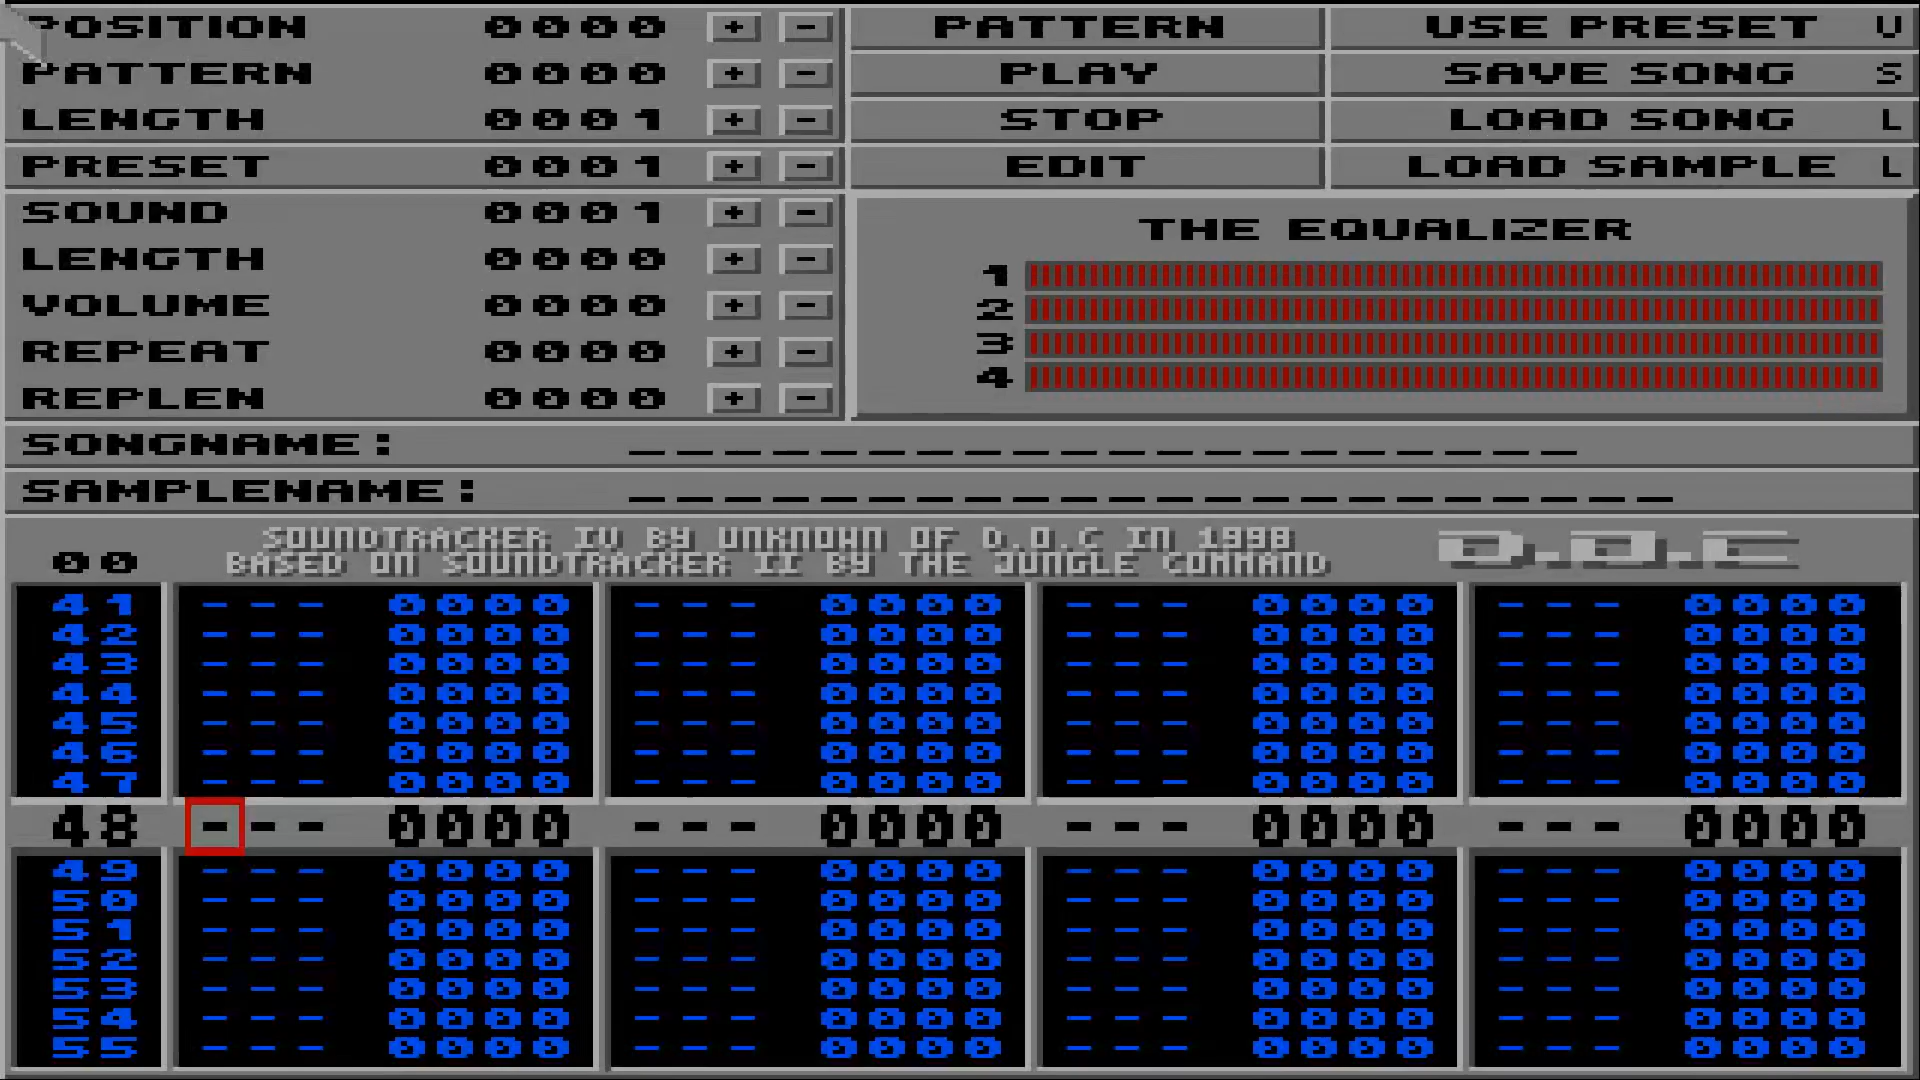 POSITION 0000 + - PATTERN USE PRESET U
PATTERN 0000 + - PLAY SAVE SONG S
LENGTH 0001 + - STOP LOAD SONG L
PRESET 0001 + - EDIT LOAD SAMPLE L
SOUND 0001 + -
LENGTH 0000 + -
VOLUME 0000 + -
REPEAT 0000 + -
REPLEN 0000 + -
THE EQUALIZER
1
2
3
4
SONGNAME: ____________________
SAMPLENAME: ______________________
SOUNDTRACKER IV BY UNKNOWN OF D.O.C IN 1998
00 BASED ON SOUNDTRACKER II BY THE JUNGLE COMMAND
D.O.C
41 --- 0000 --- 0000 --- 0000 --- 0000
42 --- 0000 --- 0000 --- 0000 --- 0000
43 --- 0000 --- 0000 --- 0000 --- 0000
44 --- 0000 --- 0000 --- 0000 --- 0000
45 --- 0000 --- 0000 --- 0000 --- 0000
46 --- 0000 --- 0000 --- 0000 --- 0000
47 --- 0000 --- 0000 --- 0000 --- 0000
48 --- 0000 --- 0000 --- 0000 --- 0000
49 --- 0000 --- 0000 --- 0000 --- 0000
50 --- 0000 --- 0000 --- 0000 --- 0000
51 --- 0000 --- 0000 --- 0000 --- 0000
52 --- 0000 --- 0000 --- 0000 --- 0000
53 --- 0000 --- 0000 --- 0000 --- 0000
54 --- 0000 --- 0000 --- 0000 --- 0000
55 --- 0000 --- 0000 --- 0000 --- 0000